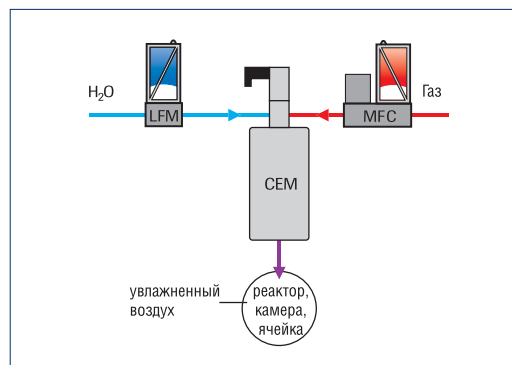 H₂O
LFM
MFC
Газ
CEM
увлажненный
воздух
реактор,
камера,
ячейка